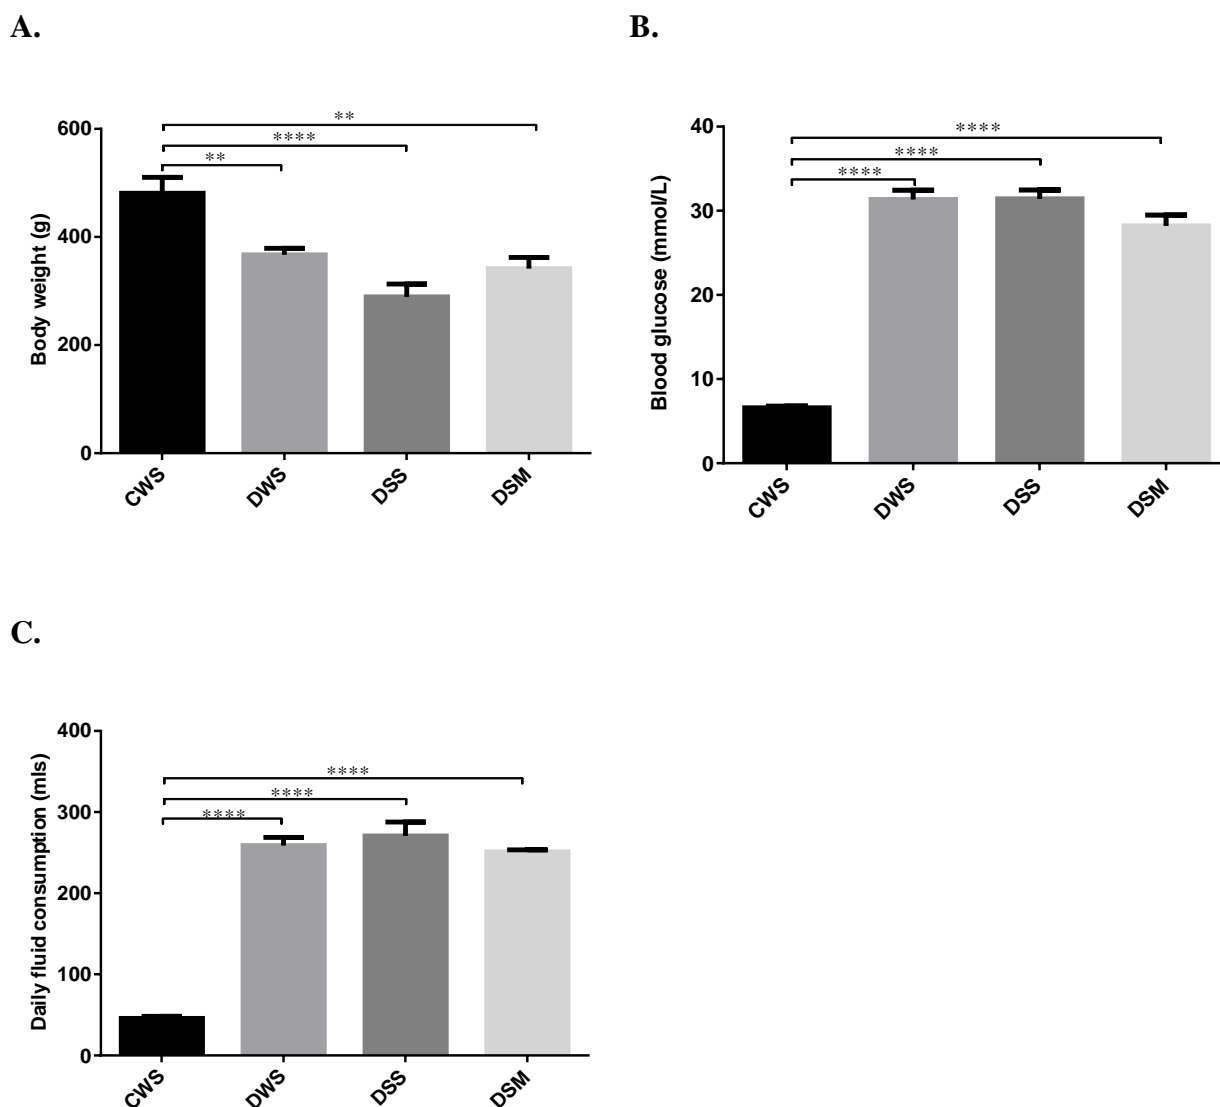 A.
Body weight (g)
600
400
200
0
**
****
**
CWS
DWS
DSS
DSM
B.
Blood glucose (mmol/L)
40
30
20
10
0
****
****
****
CWS
DWS
DSS
DSM
C.
Daily fluid consumption (mls)
400
300
200
100
0
****
****
****
CWS
DWS
DSS
DSM